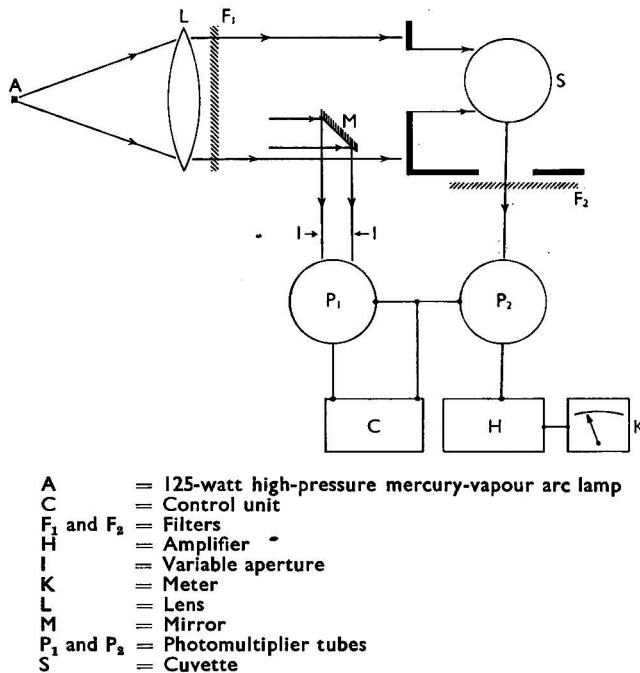 L F₁
A
M
S
F₂
I I
P₁ P₂
C H K
A = 125-watt high-pressure mercury-vapour arc lamp
C = Control unit
F₁ and F₂ = Filters
H = Amplifier
I = Variable aperture
K = Meter
L = Lens
M = Mirror
P₁ and P₂ = Photomultiplier tubes
S = Cuvette